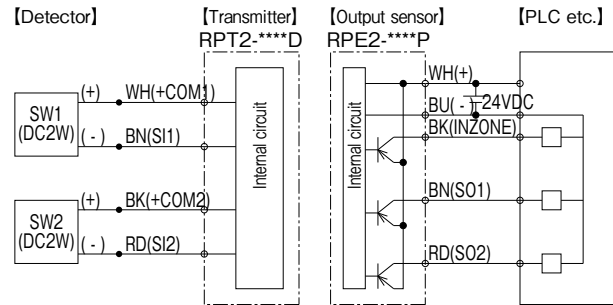 【Detector】
【Transmitter】
RPT2-****D
【Output sensor】
RPE2-****P
【PLC etc.】
SW1
(DC2W)
(+)
WH(+COM1)
(-)
BN(SI1)
SW2
(DC2W)
(+)
BK(+COM2)
(-)
RD(SI2)
Internal circuit
Internal circuit
WH(+)
BU(-)
24VDC
BK(INZONE)
BN(SO1)
RD(SO2)